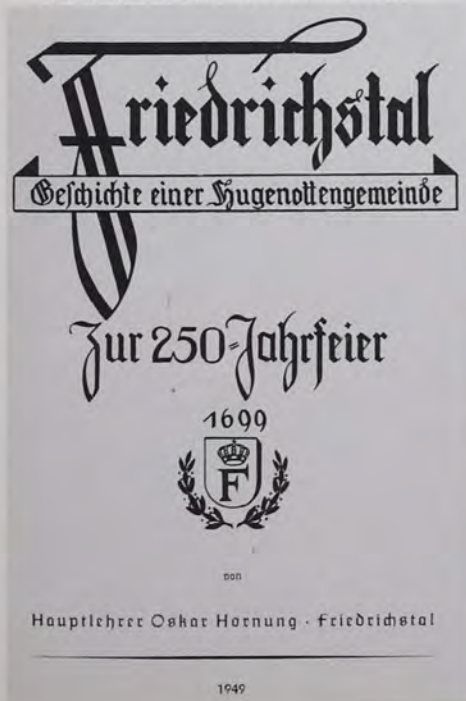 Friedrichstal
Geschichte einer Hugenottengemeinde
Zur 250=Jahrfeier
1699
F
von
Hauptlehrer Oskar Hornung · Friedrichstal
1949